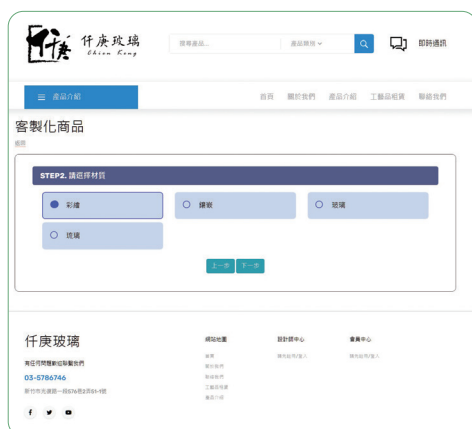 仟庚玻璃
Chien Keng
搜尋產品...
產品類別
即時通訊
產品介紹
首頁 關於我們 產品介紹 工藝品租賃 聯絡我們
客製化商品
STEP2. 請選擇材質
彩繪
鑲嵌
玻璃
琉璃
上一步 下一步
仟庚玻璃
有任何問題歡迎聯繫我們
03-5786746
網站地圖
首頁
關於我們
聯絡我們
工藝品租賃
產品介紹
設計師中心
會員中心